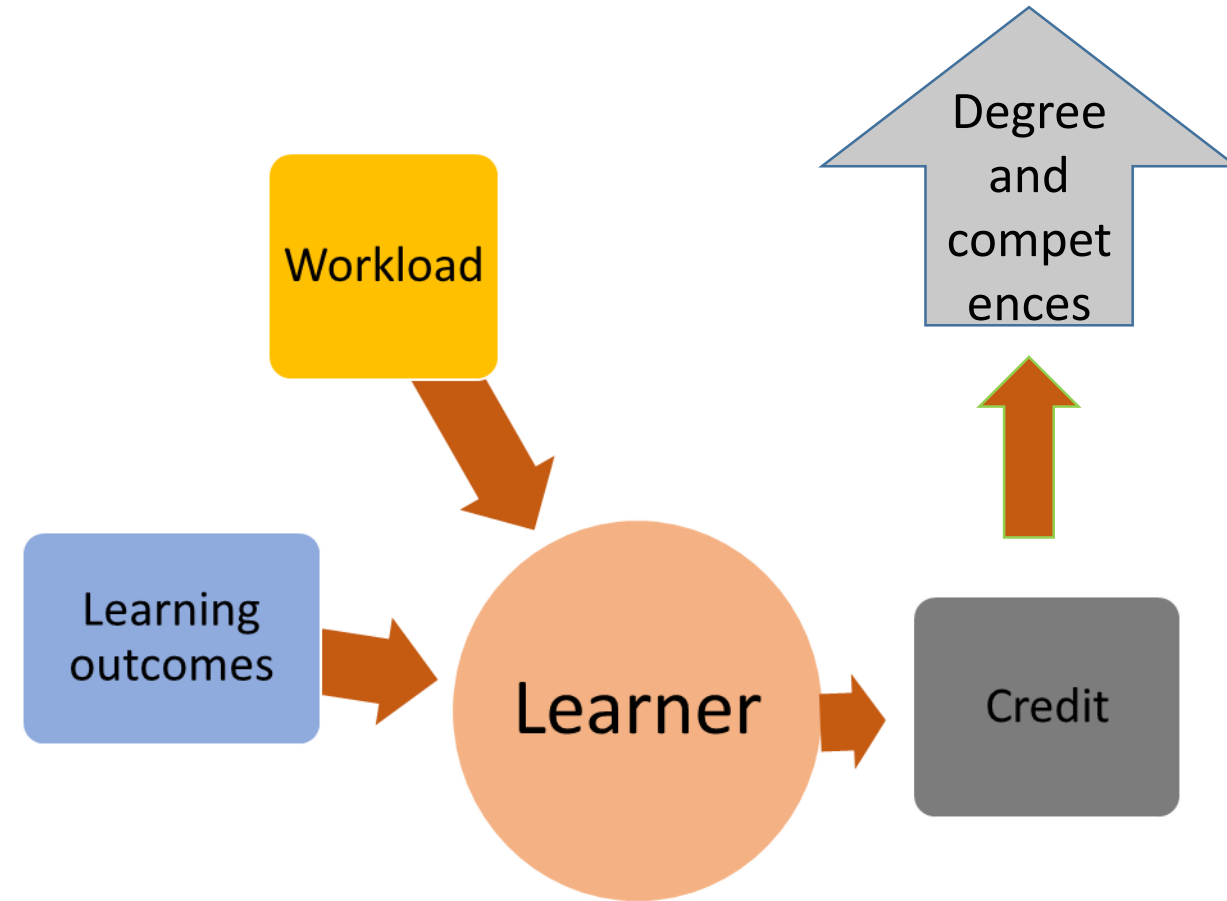 Degree
and
compet
ences
Workload
Learning
outcomes
Learner
Credit